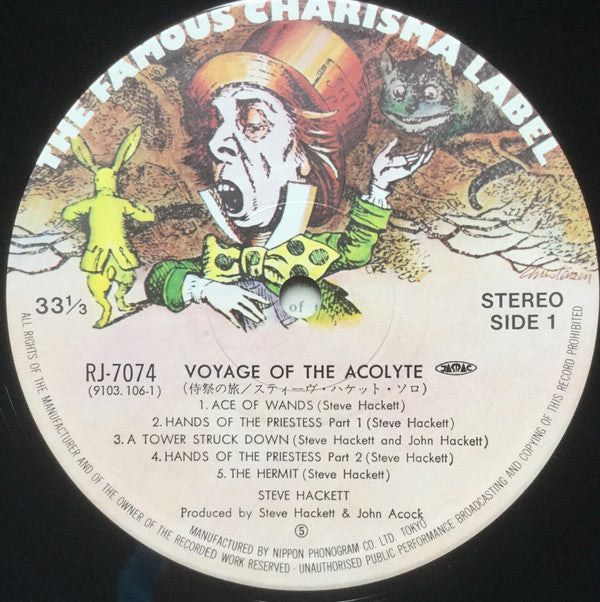 THE FAMOUS CHARISMA LABEL
33⅓
STEREO
SIDE 1
RJ-7074
(9103.106-1)
VOYAGE OF THE ACOLYTE
JASRAC
(侍祭の旅/スティーヴ・ハケット・ソロ)
1. ACE OF WANDS (Steve Hackett)
2. HANDS OF THE PRIESTESS Part 1 (Steve Hackett)
3. A TOWER STRUCK DOWN (Steve Hackett and John Hackett)
4. HANDS OF THE PRIESTESS Part 2 (Steve Hackett)
5. THE HERMIT (Steve Hackett)
STEVE HACKETT
Produced by Steve Hackett & John Acock
⑤
MANUFACTURED BY NIPPON PHONOGRAM CO. LTD. TOKYO
ALL RIGHTS OF THE MANUFACTURER AND OF THE OWNER OF THE RECORDED WORK RESERVED - UNAUTHORISED PUBLIC PERFORMANCE BROADCASTING AND COPYING OF THIS RECORD PROHIBITED